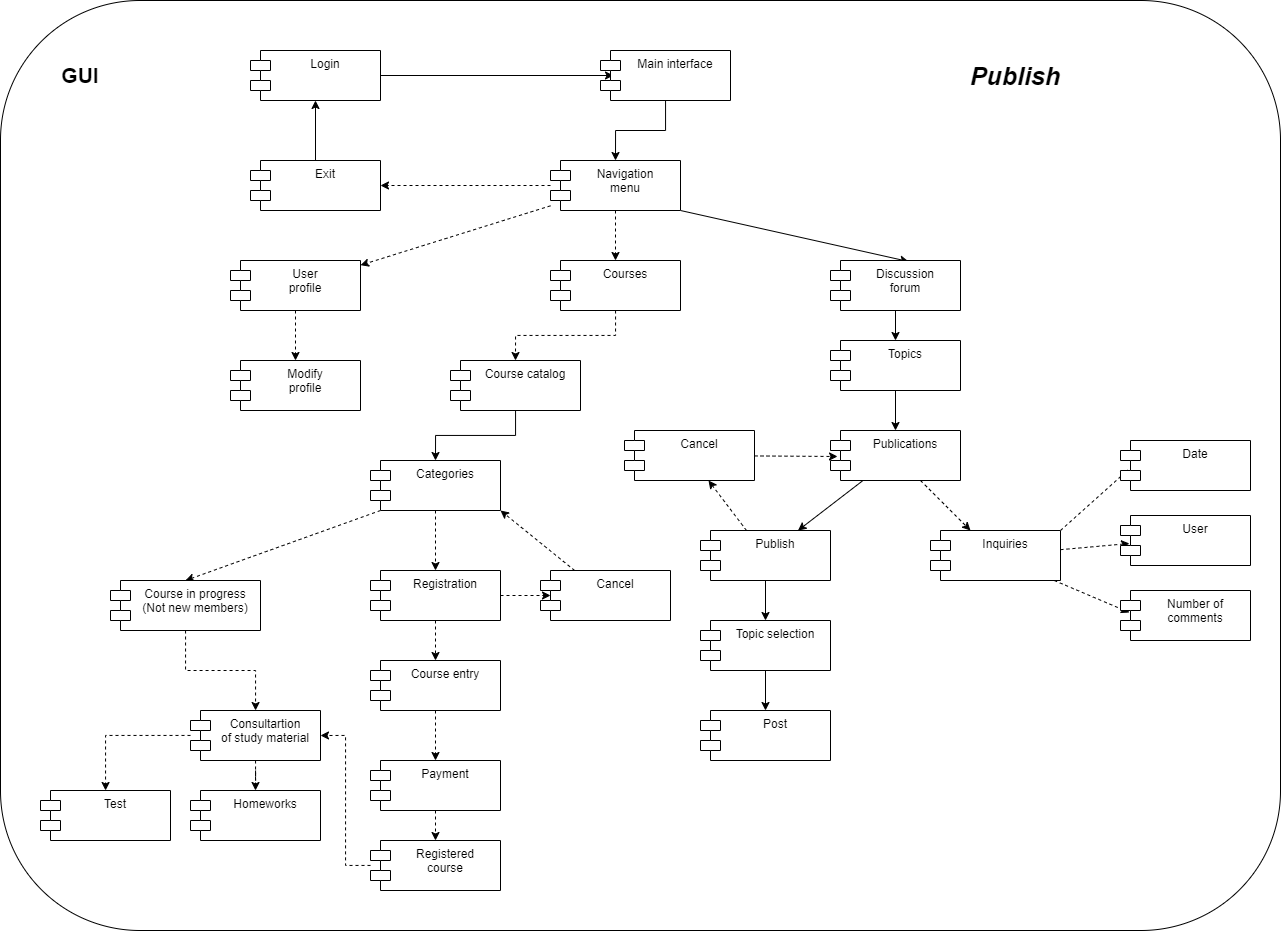 GUI
Publish
Login
Main interface
Exit
Navigation
menu
User
profile
Courses
Discussion
forum
Modify
profile
Course catalog
Topics
Categories
Cancel
Publications
Date
Publish
Inquiries
User
Course in progress
(Not new members)
Registration
Cancel
Number of
comments
Topic selection
Course entry
Consultartion
of study material
Post
Payment
Test
Homeworks
Registered
course